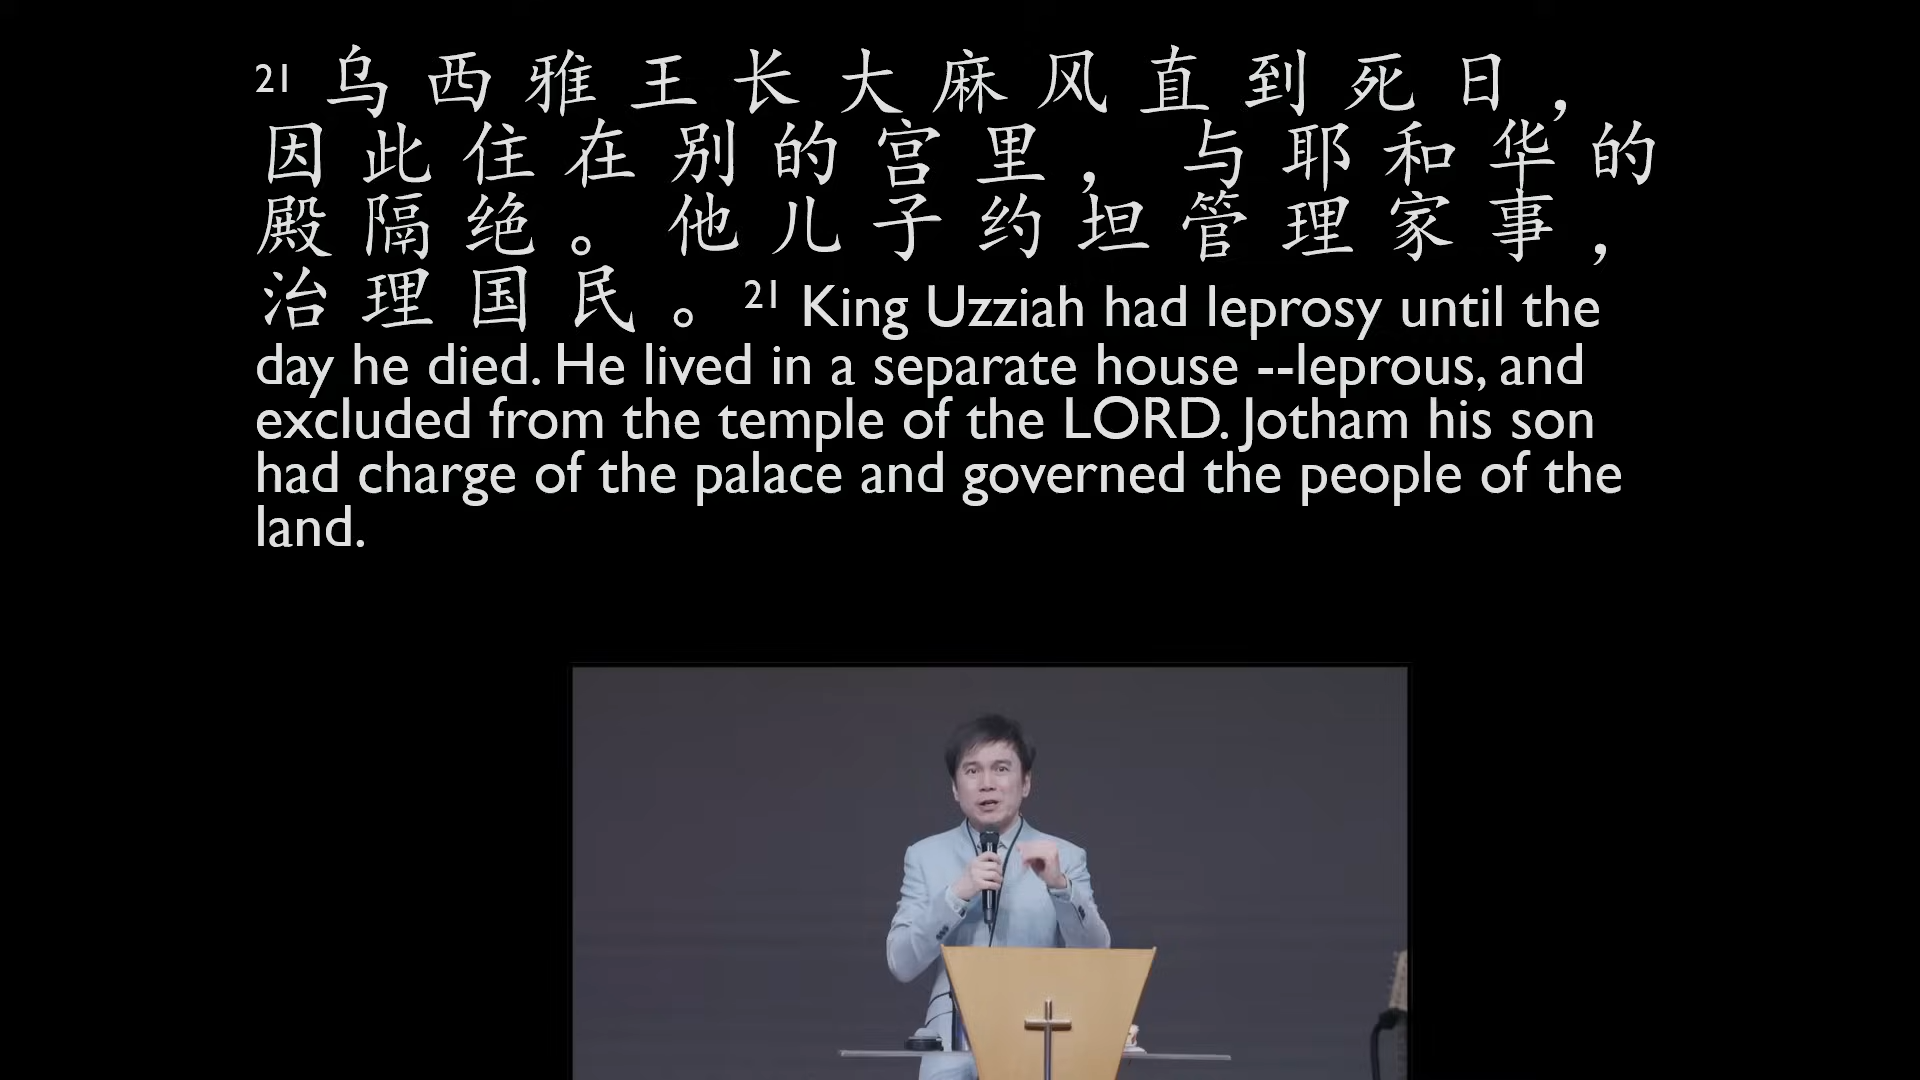 21 乌西雅王长大麻风直到死日，
因此住在别的宫里，与耶和华的
殿隔绝。他儿子约坦管理家事，
治理国民。21 King Uzziah had leprosy until the
day he died. He lived in a separate house --leprous, and
excluded from the temple of the LORD. Jotham his son
had charge of the palace and governed the people of the
land.